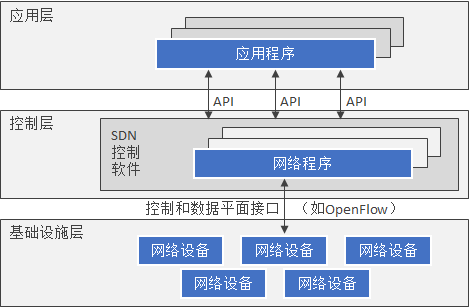 应用层
应用程序
API API API
控制层
SDN
控制
软件
网络程序
控制和数据平面接口 （如OpenFlow）
基础设施层
网络设备 网络设备 网络设备
网络设备 网络设备